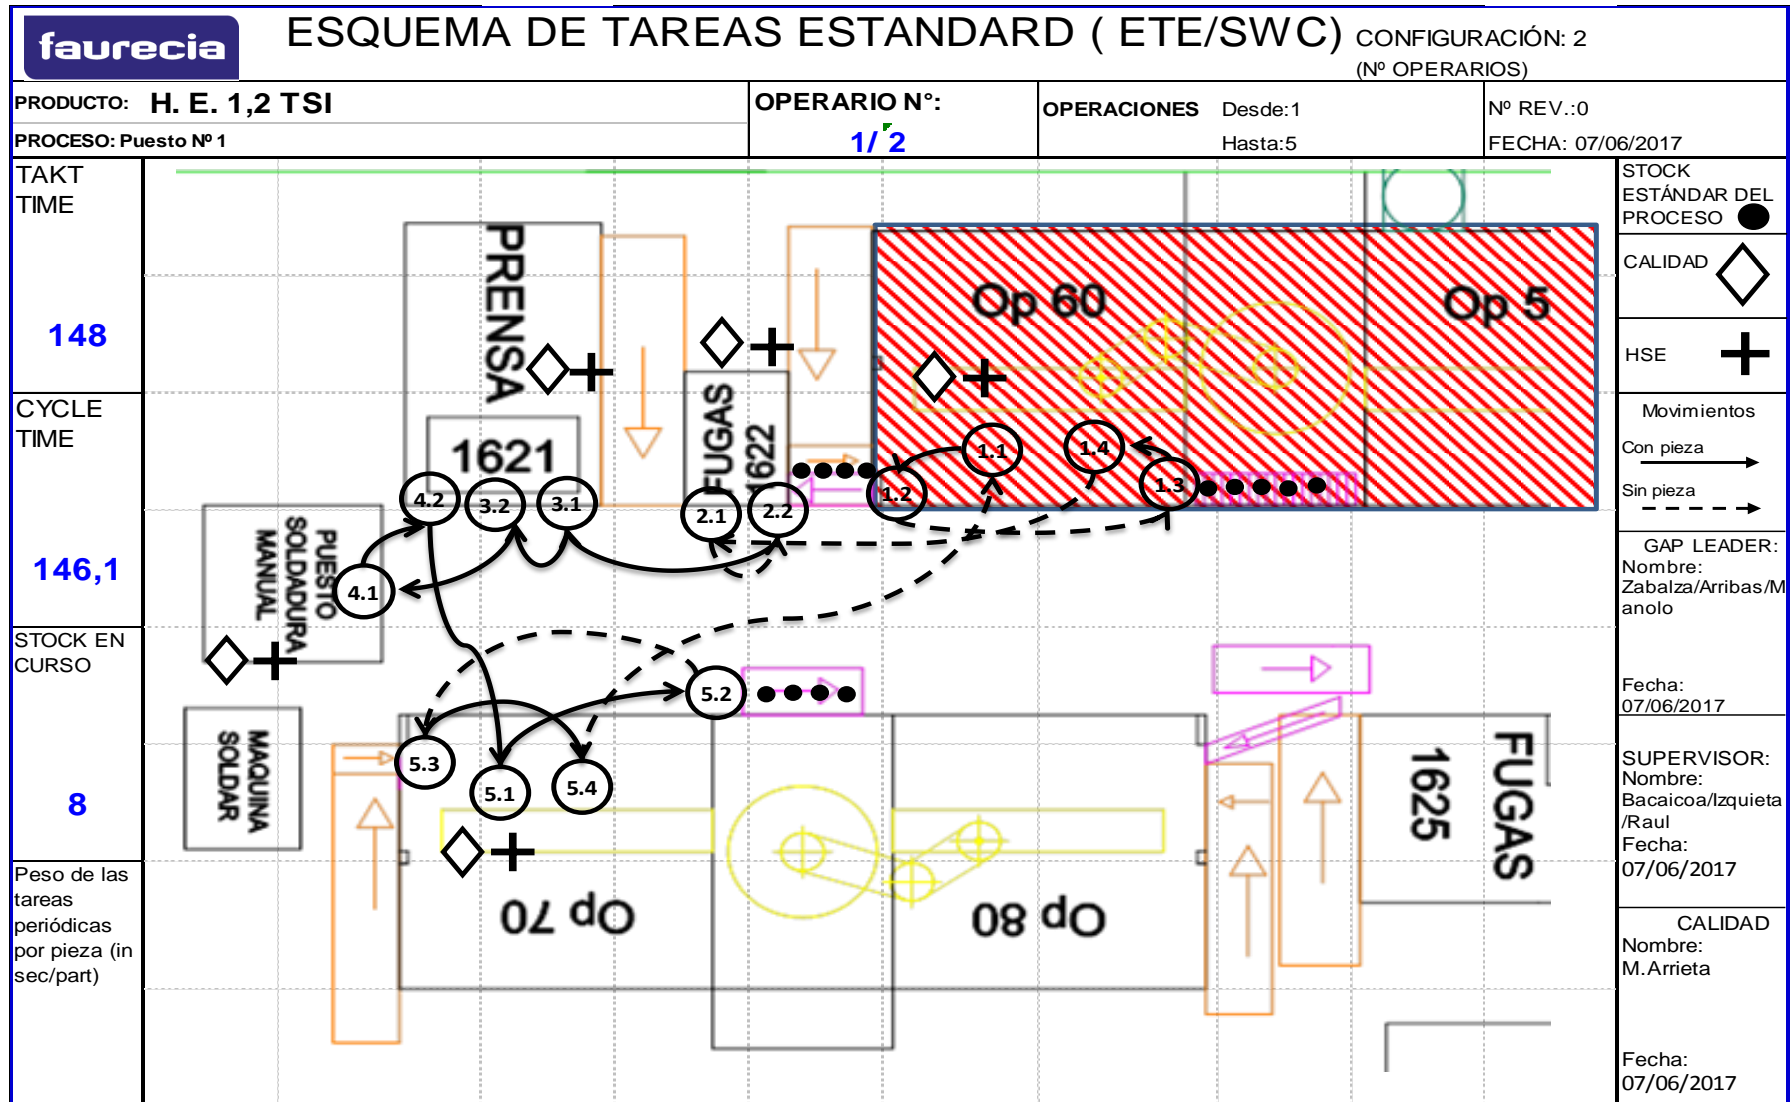 faurecia
ESQUEMA DE TAREAS ESTANDARD ( ETE/SWC)
CONFIGURACIÓN: 2
(Nº OPERARIOS)
PRODUCTO: H. E. 1,2 TSI
PROCESO: Puesto Nº 1
OPERARIO N°:
1/ 2
OPERACIONES Desde:1
Hasta:5
Nº REV.:0
FECHA: 07/06/2017
TAKT
TIME
148
CYCLE
TIME
146,1
STOCK EN
CURSO
8
Peso de las
tareas
periódicas
por pieza (in
sec/part)
PRENSA
1621
FUGAS
1622
Op 60
Op 5
1.1
1.4
1.2
1.3
4.2
3.2
3.1
2.1
2.2
4.1
PUESTO
SOLDADURA
MANUAL
MAQUINA
SOLDAR
5.2
5.3
5.1
5.4
Op 70
Op 80
FUGAS
1625
STOCK
ESTÁNDAR DEL
PROCESO
CALIDAD
HSE
Movimientos
Con pieza
Sin pieza
GAP LEADER:
Nombre:
Zabalza/Arribas/M
anolo
Fecha:
07/06/2017
SUPERVISOR:
Nombre:
Bacaicoa/Izquieta
/Raul
Fecha:
07/06/2017
CALIDAD
Nombre:
M.Arrieta
Fecha:
07/06/2017